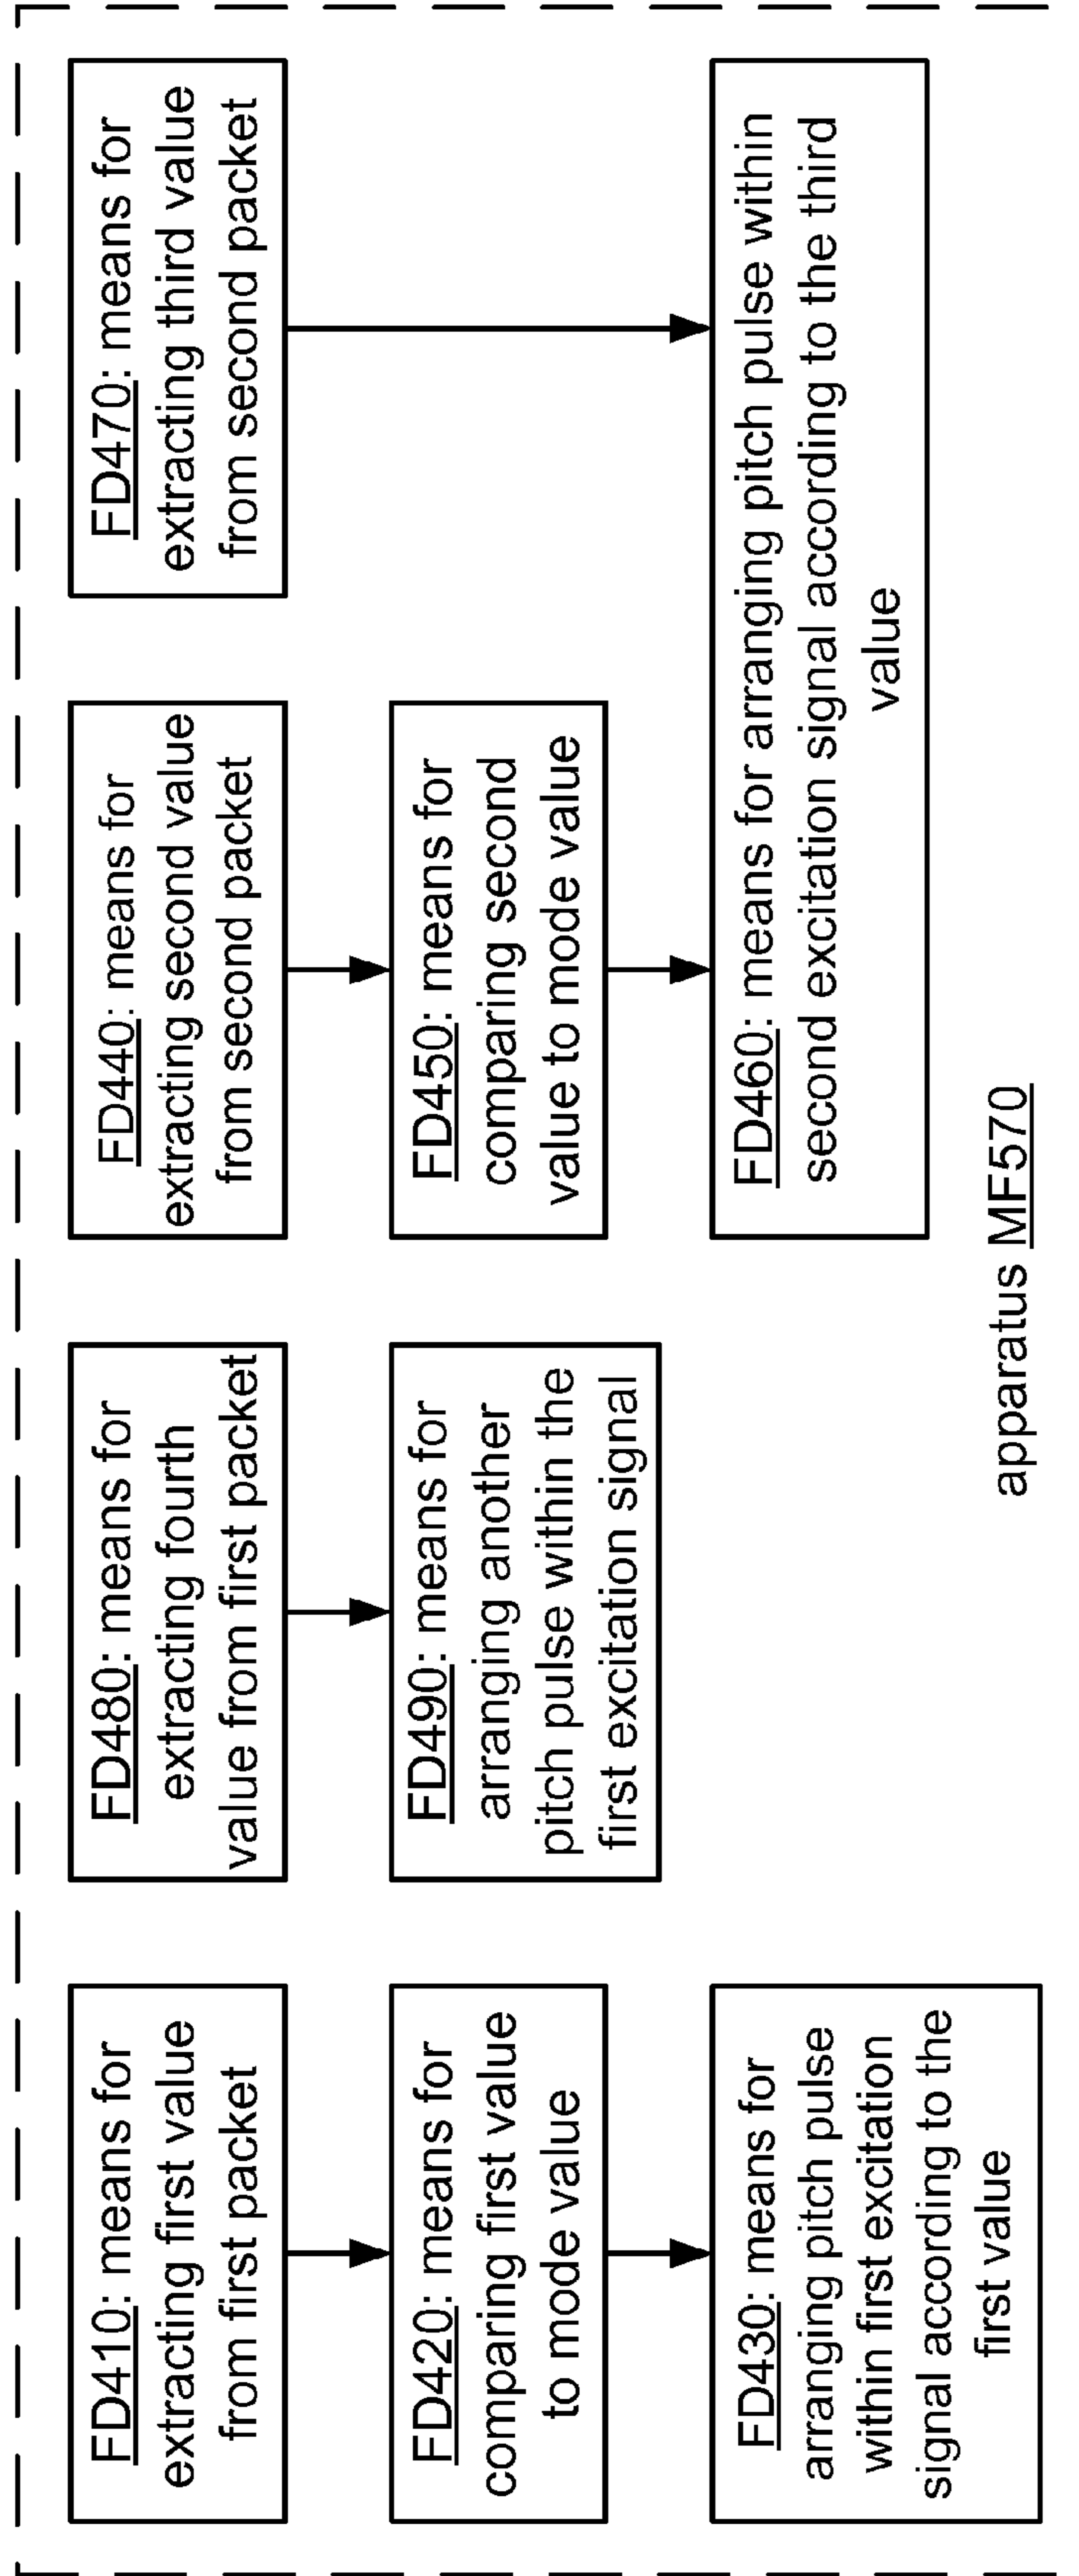 FD410: means for
extracting first value
from first packet
FD420: means for
comparing first value
to mode value
FD430: means for
arranging pitch pulse
within first excitation
signal according to the
first value
FD480: means for
extracting fourth
value from first packet
FD490: means for
arranging another
pitch pulse within the
first excitation signal
FD440: means for
extracting second value
from second packet
FD450: means for
comparing second
value to mode value
FD470: means for
extracting third value
from second packet
FD460: means for arranging pitch pulse within
second excitation signal according to the third
value
apparatus MF570